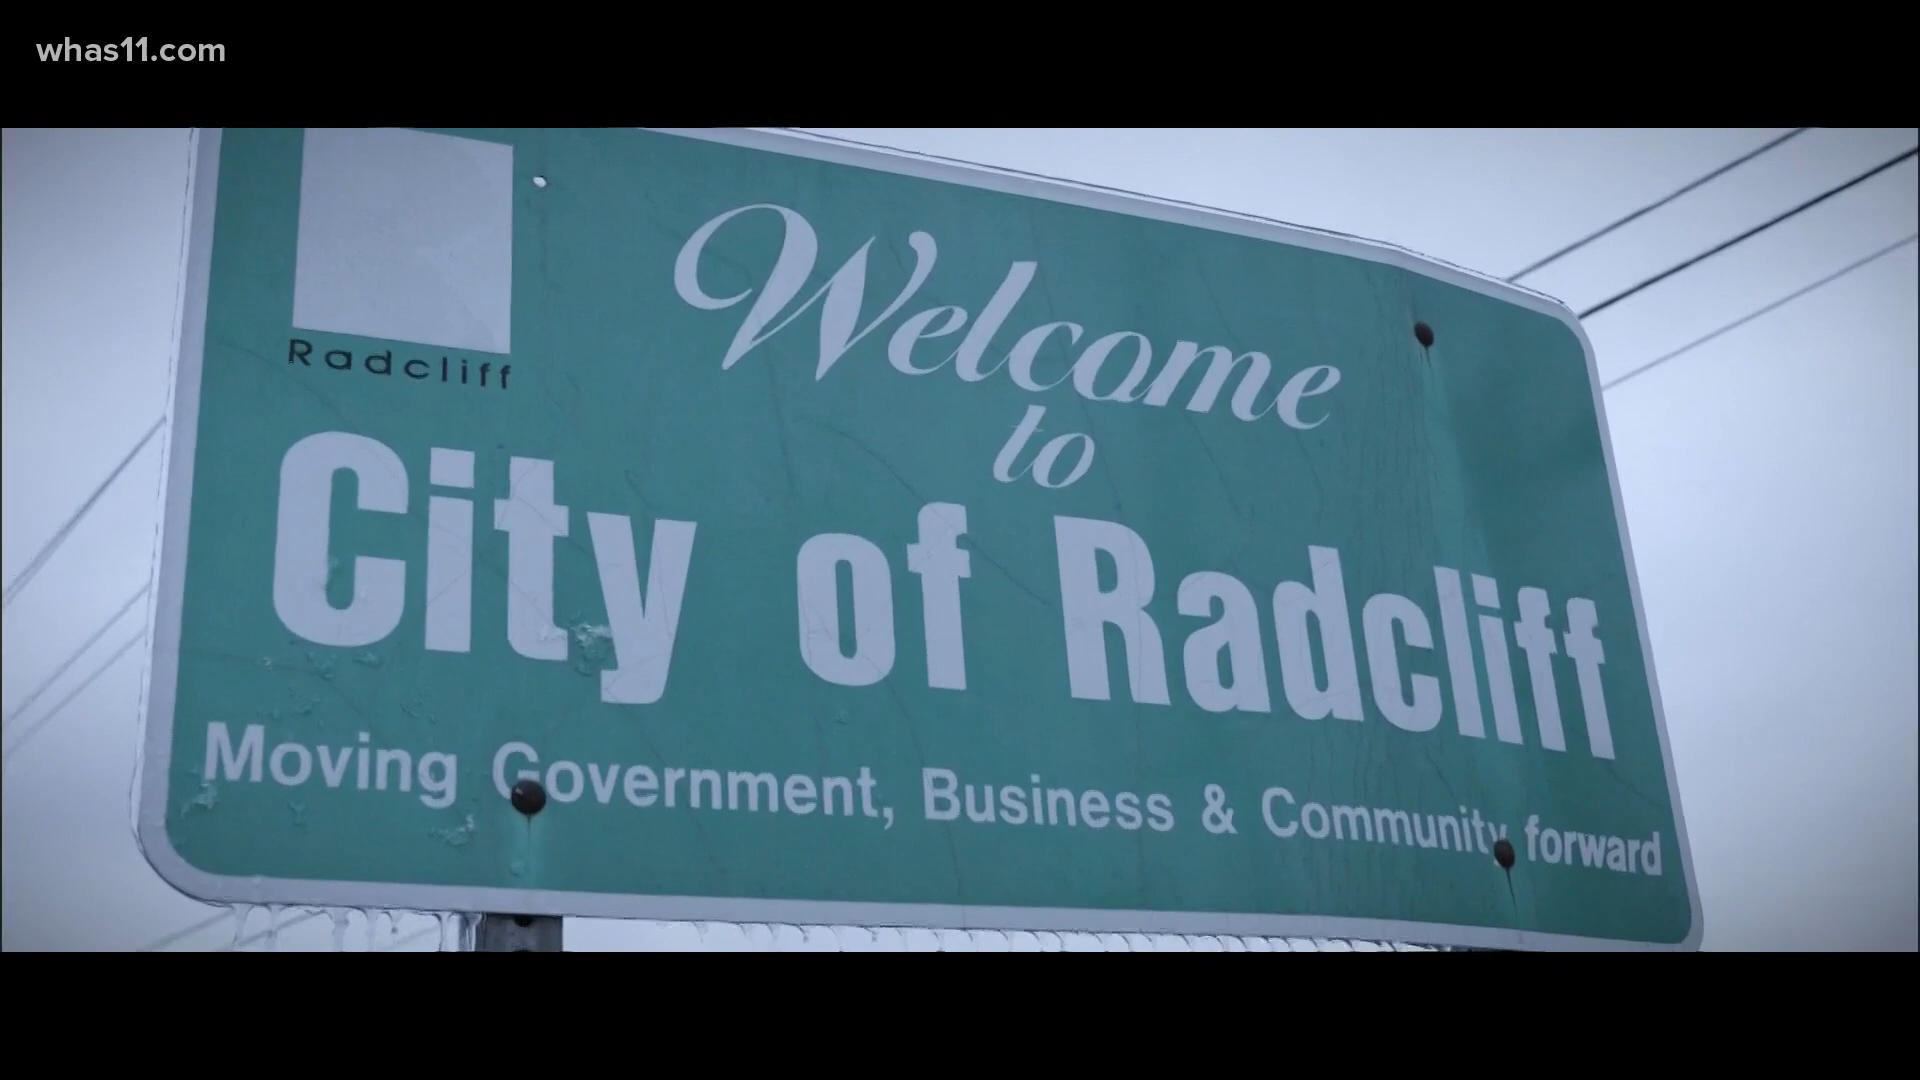 whas11.com
Radcliff
Welcome
to
City of Radcliff
Moving Government, Business & Community forward